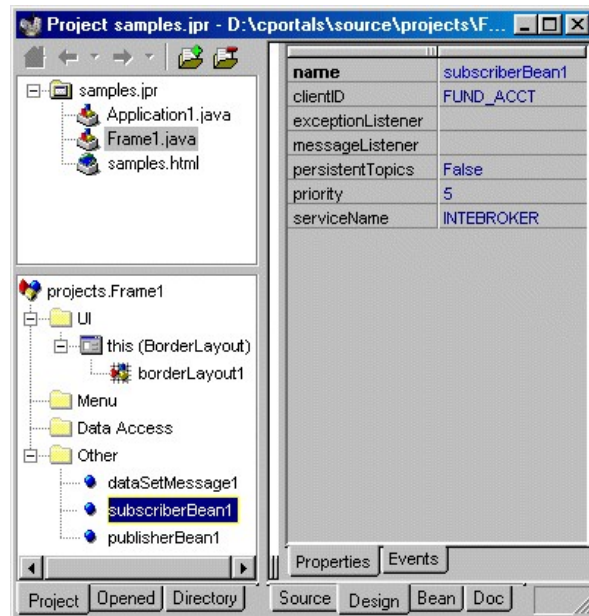 Project samples.jpr - D:\cportals\source\projects\F...
samples.jpr
Application1.java
Frame1.java
samples.html
name subscriberBean1
clientID FUND_ACCT
exceptionListener
messageListener
persistentTopics False
priority 5
serviceName INTEBROKER
projects.Frame1
UI
this (BorderLayout)
borderLayout1
Menu
Data Access
Other
dataSetMessage1
subscriberBean1
publisherBean1
Properties Events
Project Opened Directory
Source Design Bean Doc